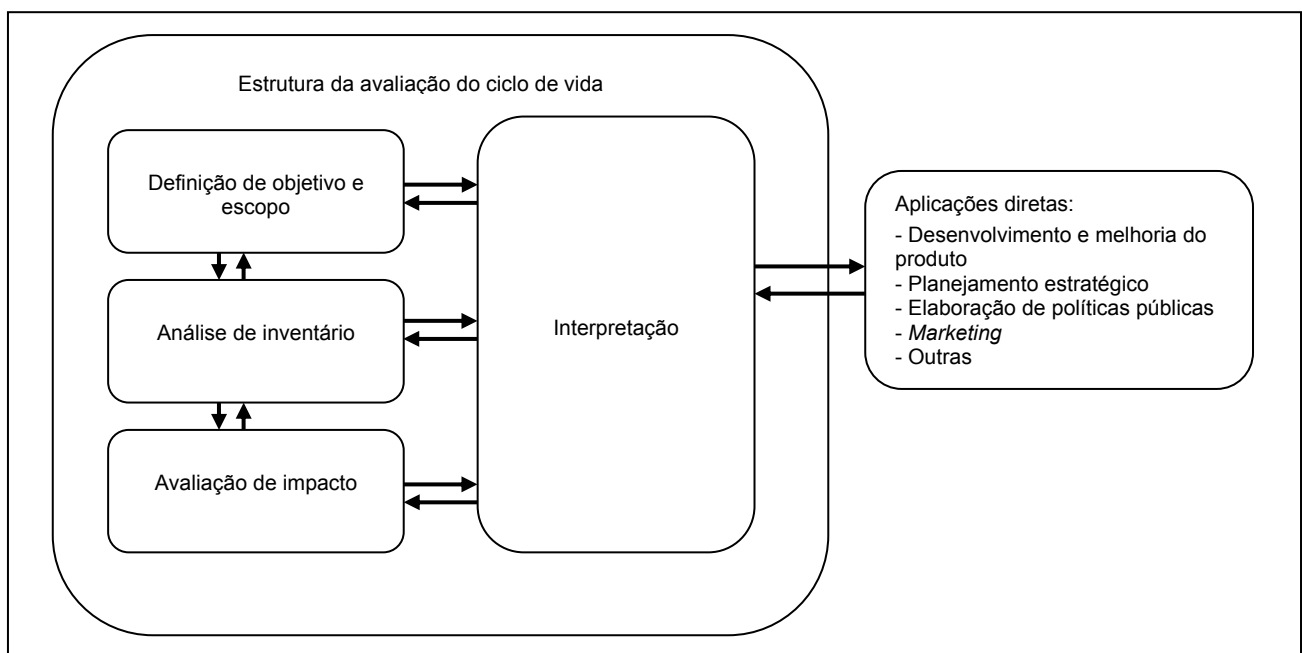 Estrutura da avaliação do ciclo de vida
Definição de objetivo e
escopo
Análise de inventário
Avaliação de impacto
Interpretação
Aplicações diretas:
- Desenvolvimento e melhoria do
produto
- Planejamento estratégico
- Elaboração de políticas públicas
- Marketing
- Outras